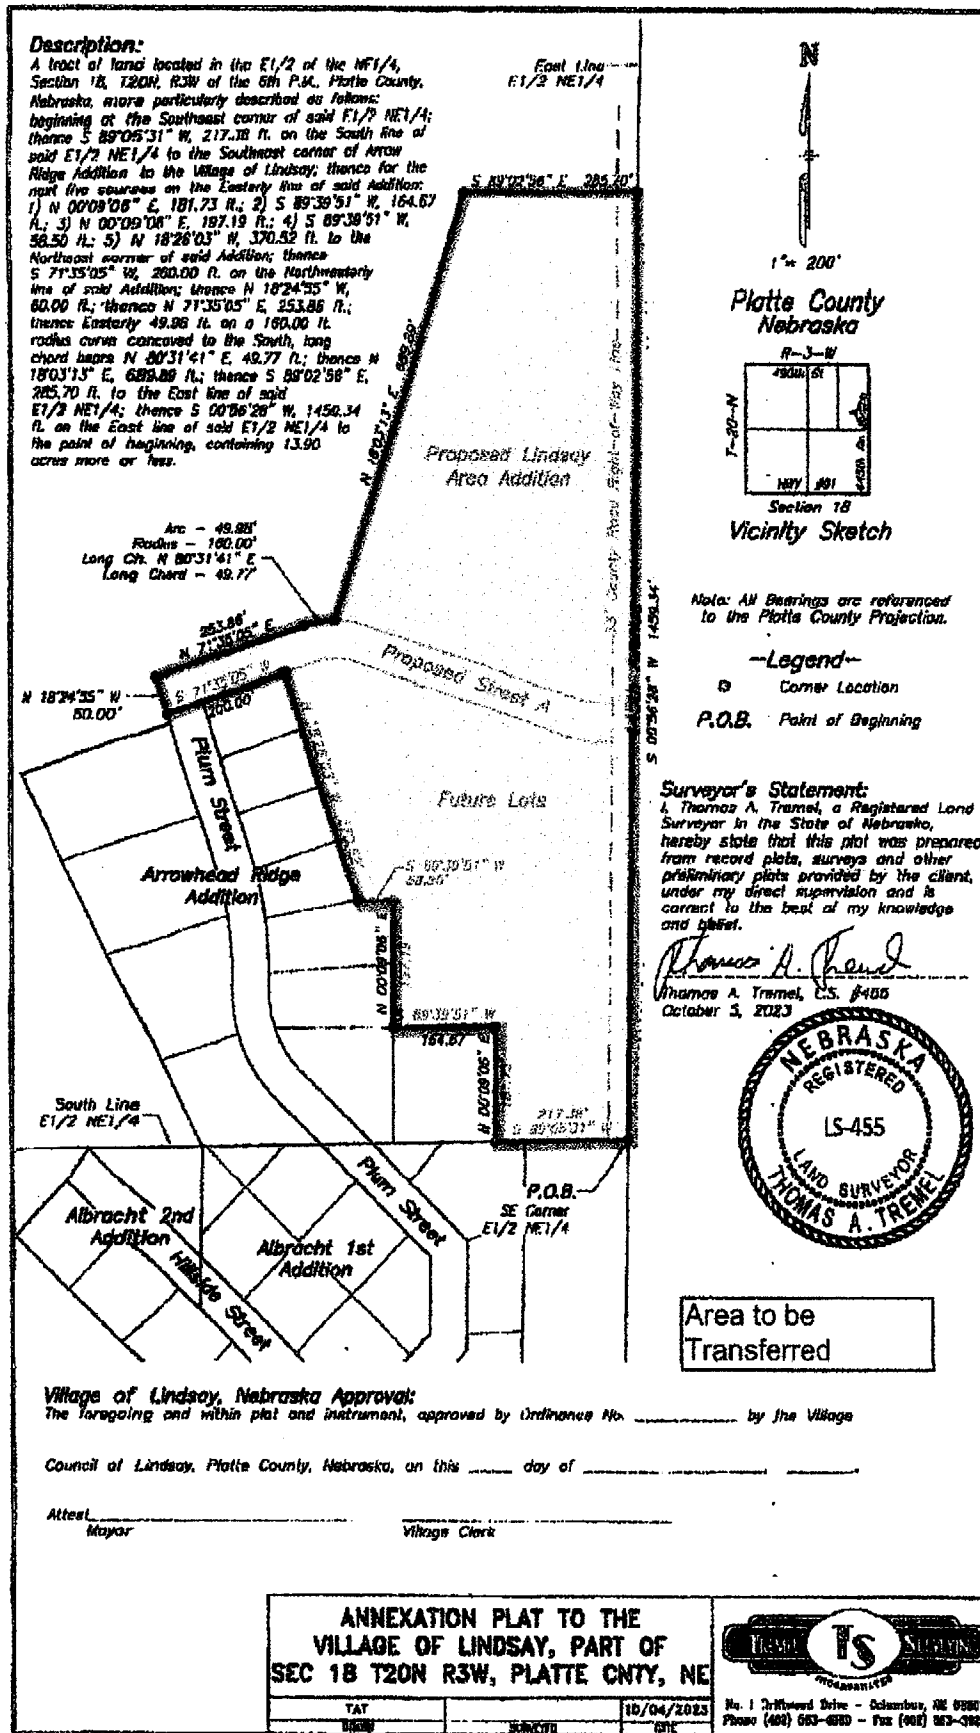 Description:
A tract of land located in the E1/2 of the NE1/4,
Section 18, T20N, R3W of the 6th P.M., Platte County,
Nebraska, more particularly described as follows:
beginning at the Southeast corner of said E1/2 NE1/4;
thence S 89°05'31" W, 217.38 ft. on the South line of
said E1/2 NE1/4 to the Southeast corner of Arrow
Ridge Addition to the Village of Lindsay; thence for the
next five courses on the Easterly line of said Addition:
1) N 00°09'06" E, 181.73 ft.; 2) S 89°39'51" W, 164.67
ft.; 3) N 00°09'06" E, 197.19 ft.; 4) S 89°39'51" W,
58.50 ft.; 5) N 18°26'03" W, 370.52 ft. to the
Northeast corner of said Addition; thence
S 71°35'05" W, 200.00 ft. on the Northwesterly
line of said Addition; thence N 18°24'55" W,
60.00 ft.; thence N 71°35'05" E, 253.86 ft.;
thence Easterly 49.98 ft. on a 160.00 ft.
radius curve concaved to the South, long
chord bears N 80°31'41" E, 49.77 ft.; thence N
18°03'13" E, 689.89 ft.; thence S 89°02'56" E,
285.70 ft. to the East line of said
E1/2 NE1/4; thence S 00°56'28" W, 1450.34
ft. on the East line of said E1/2 NE1/4 to
the point of beginning, containing 13.90
acres more or less.
East Line
E1/2 NE1/4
S 89°02'56" E 285.70'
N 18°03'13" E
County Road Right-of-Way Line
Proposed Lindsay
Area Addition
Arc - 49.98'
Radius - 160.00'
Long Ch. N 80°31'41" E
Long Chord - 49.77'
253.86'
N 71°35'05" E
N 18°24'55" W
60.00'
S 71°35'05" W
200.00'
Proposed Street A
S 00°56'28" W 1450.34'
Future Lots
Plum Street
Arrowhead Ridge
Addition
S 89°39'51" W
N 00°09'06" E
89°39'51" W
164.67
N 00°09'06" E
217.38'
S 89°05'31" W
South Line
E1/2 NE1/4
P.O.B.
SE Corner
E1/2 NE1/4
Plum Street
Albracht 2nd
Addition
Albracht 1st
Addition
Hillside Street
N
1"= 200'
Platte County
Nebraska
R-3-W
T-20-N
HWY #91
Section 18
Vicinity Sketch
Note: All Bearings are referenced
to the Platte County Projection.
--Legend--
Corner Location
P.O.B. Point of Beginning
Surveyor's Statement:
I, Thomas A. Tremel, a Registered Land
Surveyor in the State of Nebraska,
hereby state that this plat was prepared
from record plats, surveys and other
preliminary plats provided by the client,
under my direct supervision and is
correct to the best of my knowledge
and belief.
Thomas A. Tremel
Thomas A. Tremel, L.S. #455
October 5, 2023
NEBRASKA
REGISTERED
LS-455
LAND SURVEYOR
THOMAS A. TREMEL
Area to be
Transferred
Village of Lindsay, Nebraska Approval:
The foregoing and within plat and instrument, approved by Ordinance No. by the Village
Council of Lindsay, Platte County, Nebraska, on this day of
Attest
Mayor
Village Clerk
ANNEXATION PLAT TO THE
VILLAGE OF LINDSAY, PART OF
SEC 18 T20N R3W, PLATTE CNTY, NE
TAT
10/04/2023
DRAWN
SURVEYED
DATE
TS
INCORPORATED